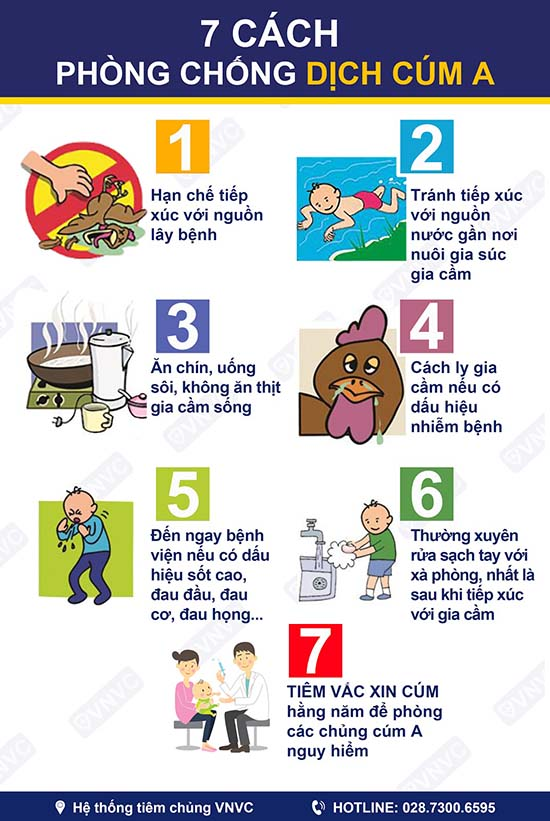 7 CÁCH
PHÒNG CHỐNG DỊCH CÚM A
1
Hạn chế tiếp
xúc với nguồn
lây bệnh
2
Tránh tiếp xúc
với nguồn
nước gần nơi
nuôi gia súc
gia cầm
3
Ăn chín, uống
sôi, không ăn thịt
gia cầm sống
4
Cách ly gia
cầm nếu có
dấu hiệu
nhiễm bệnh
5
Đến ngay bệnh
viện nếu có dấu
hiệu sốt cao,
đau đầu, đau
cơ, đau họng...
6
Thường xuyên
rửa sạch tay với
xà phòng, nhất là
sau khi tiếp xúc
với gia cầm
7
TIÊM VẮC XIN CÚM
hằng năm để phòng
các chủng cúm A
nguy hiểm
Hệ thống tiêm chủng VNVC
HOTLINE: 028.7300.6595
VNVC